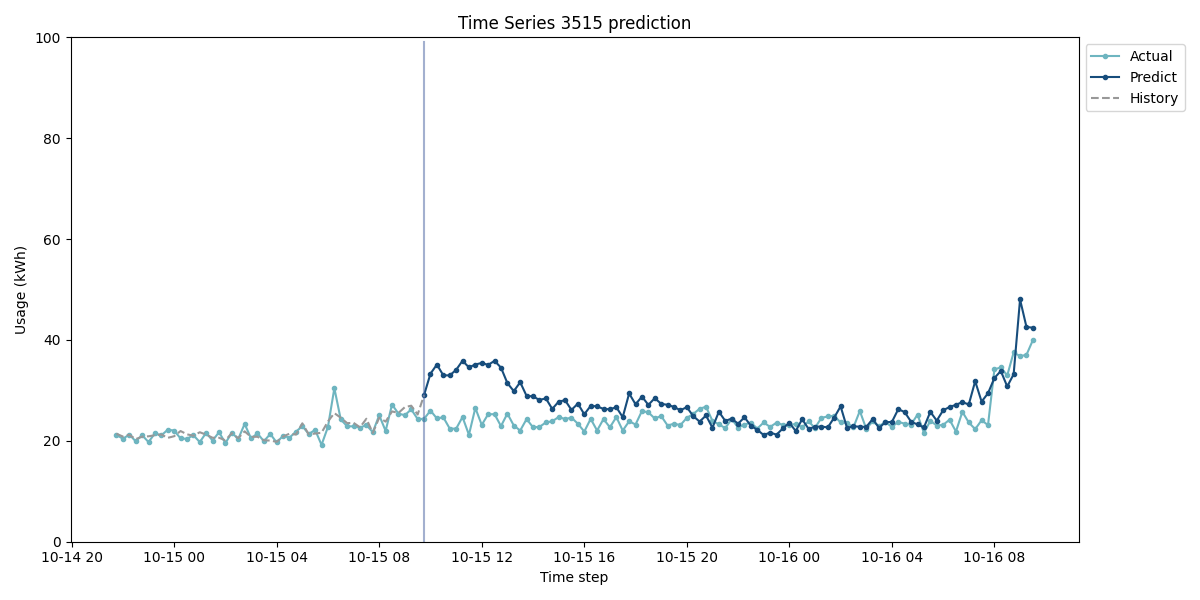 Time Series 3515 prediction
100
80
60
40
20
0
Usage (kWh)
10-14 20
10-15 00
10-15 04
10-15 08
10-15 12
10-15 16
10-15 20
10-16 00
10-16 04
10-16 08
Time step
Actual
Predict
History